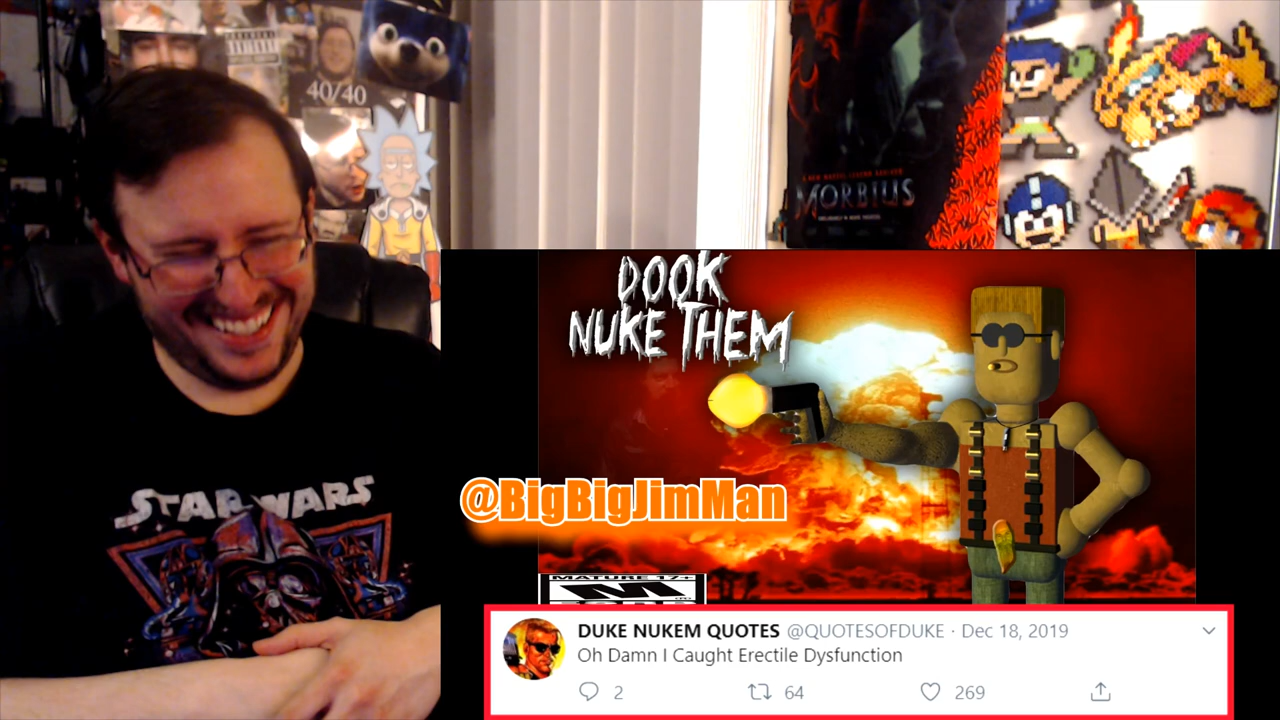 40/40
MORBIUS
DOOK
NUKE THEM
@BigBigJimMan
STAR WARS
MATURE 17+
M
DUKE NUKEM QUOTES @QUOTESOFDUKE · Dec 18, 2019
Oh Damn I Caught Erectile Dysfunction
2 64 269